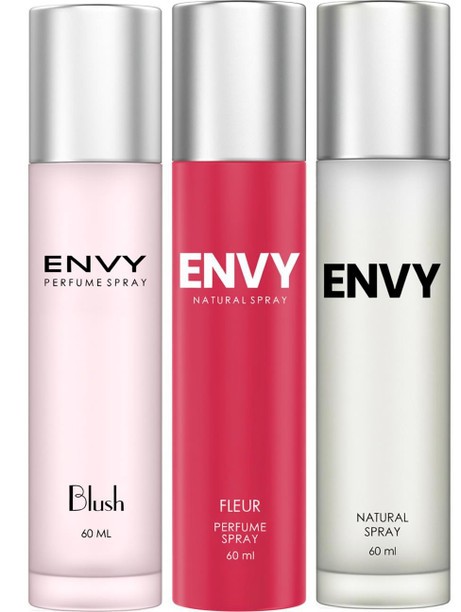 ENVY
PERFUME SPRAY
Blush
60 ML
ENVY
NATURAL SPRAY
FLEUR
PERFUME
SPRAY
60 ml
ENVY
NATURAL
SPRAY
60 ml